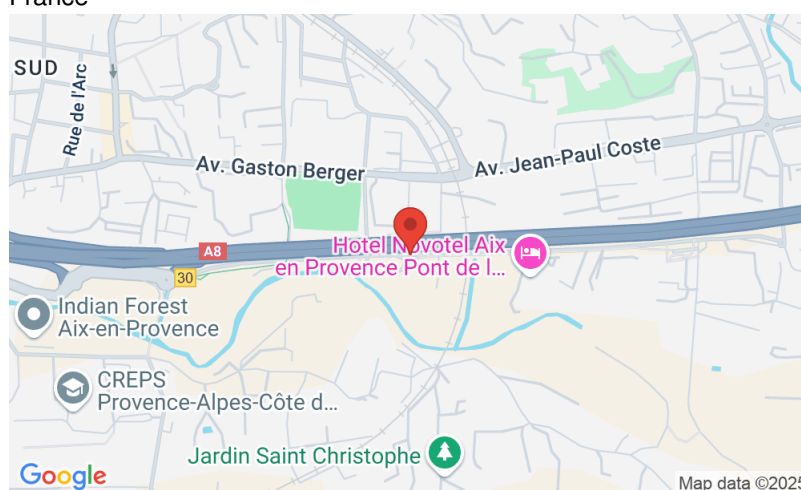 France
SUD
Rue de l'Arc
Av. Gaston Berger
Av. Jean-Paul Coste
A8
Hotel Novotel Aix
en Provence Pont de l...
30
Indian Forest
Aix-en-Provence
CREPS
Provence-Alpes-Côte d...
Jardin Saint Christophe
Google
Map data ©2025